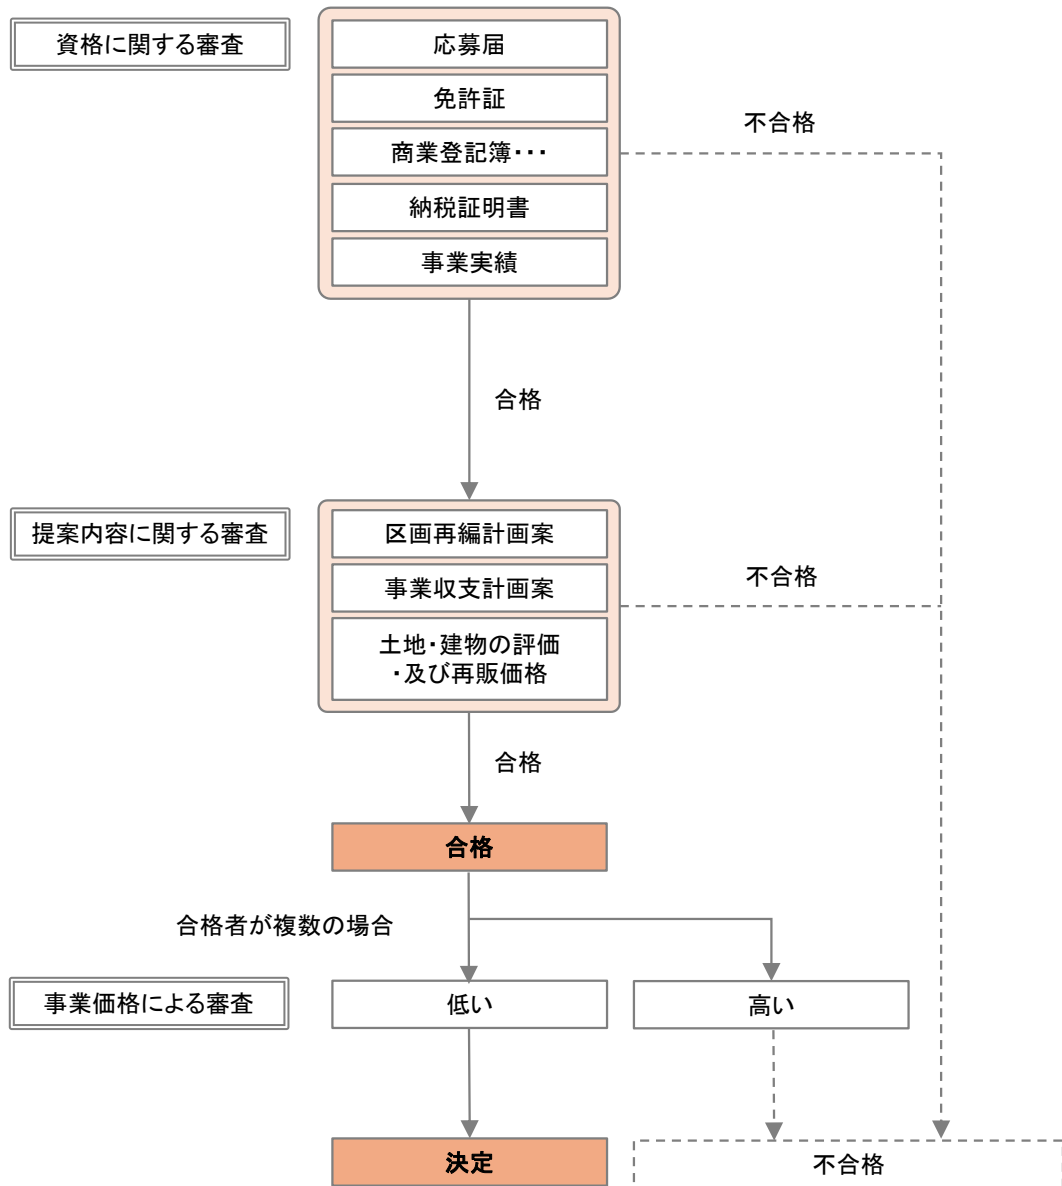 資格に関する審査
応募届
免許証
商業登記簿・・・
納税証明書
事業実績
不合格
合格
提案内容に関する審査
区画再編計画案
事業収支計画案
土地・建物の評価
・及び再販価格
不合格
合格
合格
合格者が複数の場合
事業価格による審査
低い
高い
決定
不合格